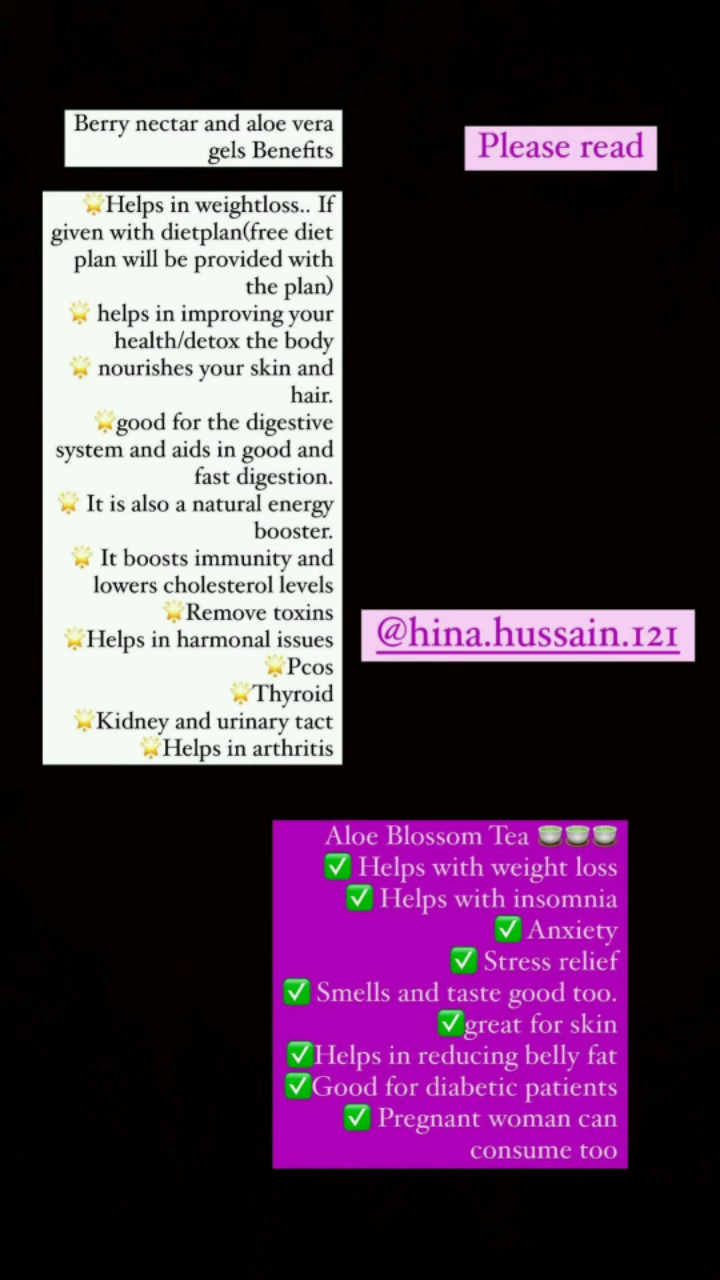 Berry nectar and aloe vera
gels Benefits
Please read
🌟Helps in weightloss.. If
given with dietplan(free diet
plan will be provided with
the plan)
🌟 helps in improving your
health/detox the body
🌟 nourishes your skin and
hair.
🌟good for the digestive
system and aids in good and
fast digestion.
🌟 It is also a natural energy
booster.
🌟 It boosts immunity and
lowers cholesterol levels
🌟Remove toxins
🌟Helps in harmonal issues
🌟Pcos
🌟Thyroid
🌟Kidney and urinary tact
🌟Helps in arthritis
@hina.hussain.121
Aloe Blossom Tea 🍵🍵🍵
✅ Helps with weight loss
✅ Helps with insomnia
✅ Anxiety
✅ Stress relief
✅ Smells and taste good too.
✅great for skin
✅Helps in reducing belly fat
✅Good for diabetic patients
✅ Pregnant woman can
consume too